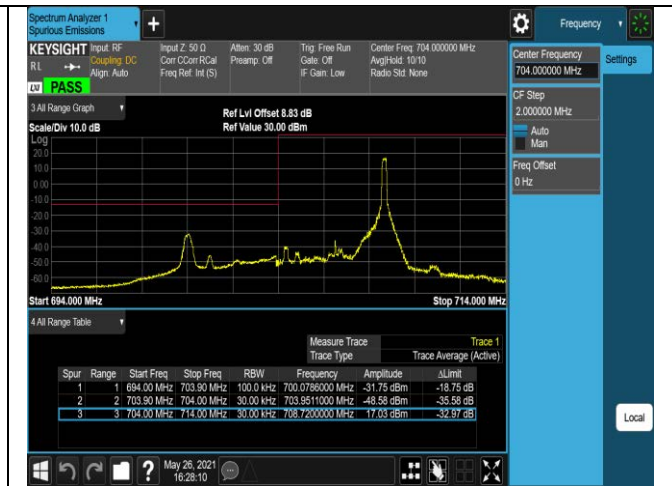 Spectrum Analyzer 1
Spurious Emissions
Frequency
KEYSIGHT Input: RF Input Z: 50 Ω Atten: 30 dB Trig: Free Run Center Freq: 704.000000 MHz
RL Coupling: DC Corr CCorr RCal Preamp: Off Gate: Off Avg|Hold: 10/10
Align: Auto Freq Ref: Int (S) IF Gain: Low Radio Std: None
LXI PASS
Center Frequency
704.000000 MHz
Settings
CF Step
2.000000 MHz
Auto
Man
Freq Offset
0 Hz
3 All Range Graph
Ref Lvl Offset 8.83 dB
Scale/Div 10.0 dB Ref Value 30.00 dBm
Log
20.0
10.0
0.00
-10.0
-20.0
-30.0
-40.0
-50.0
-60.0
Start 694.000 MHz Stop 714.000 MHz
4 All Range Table
Measure Trace Trace 1
Trace Type Trace Average (Active)
Spur Range Start Freq Stop Freq RBW Frequency Amplitude ΔLimit
1 1 694.00 MHz 703.90 MHz 100.0 kHz 700.0786000 MHz -31.75 dBm -18.75 dB
2 2 703.90 MHz 704.00 MHz 30.00 kHz 703.9511000 MHz -48.58 dBm -35.58 dB
3 3 704.00 MHz 714.00 MHz 30.00 kHz 708.7200000 MHz 17.03 dBm -32.97 dB
Local
May 26, 2021
16:28:10